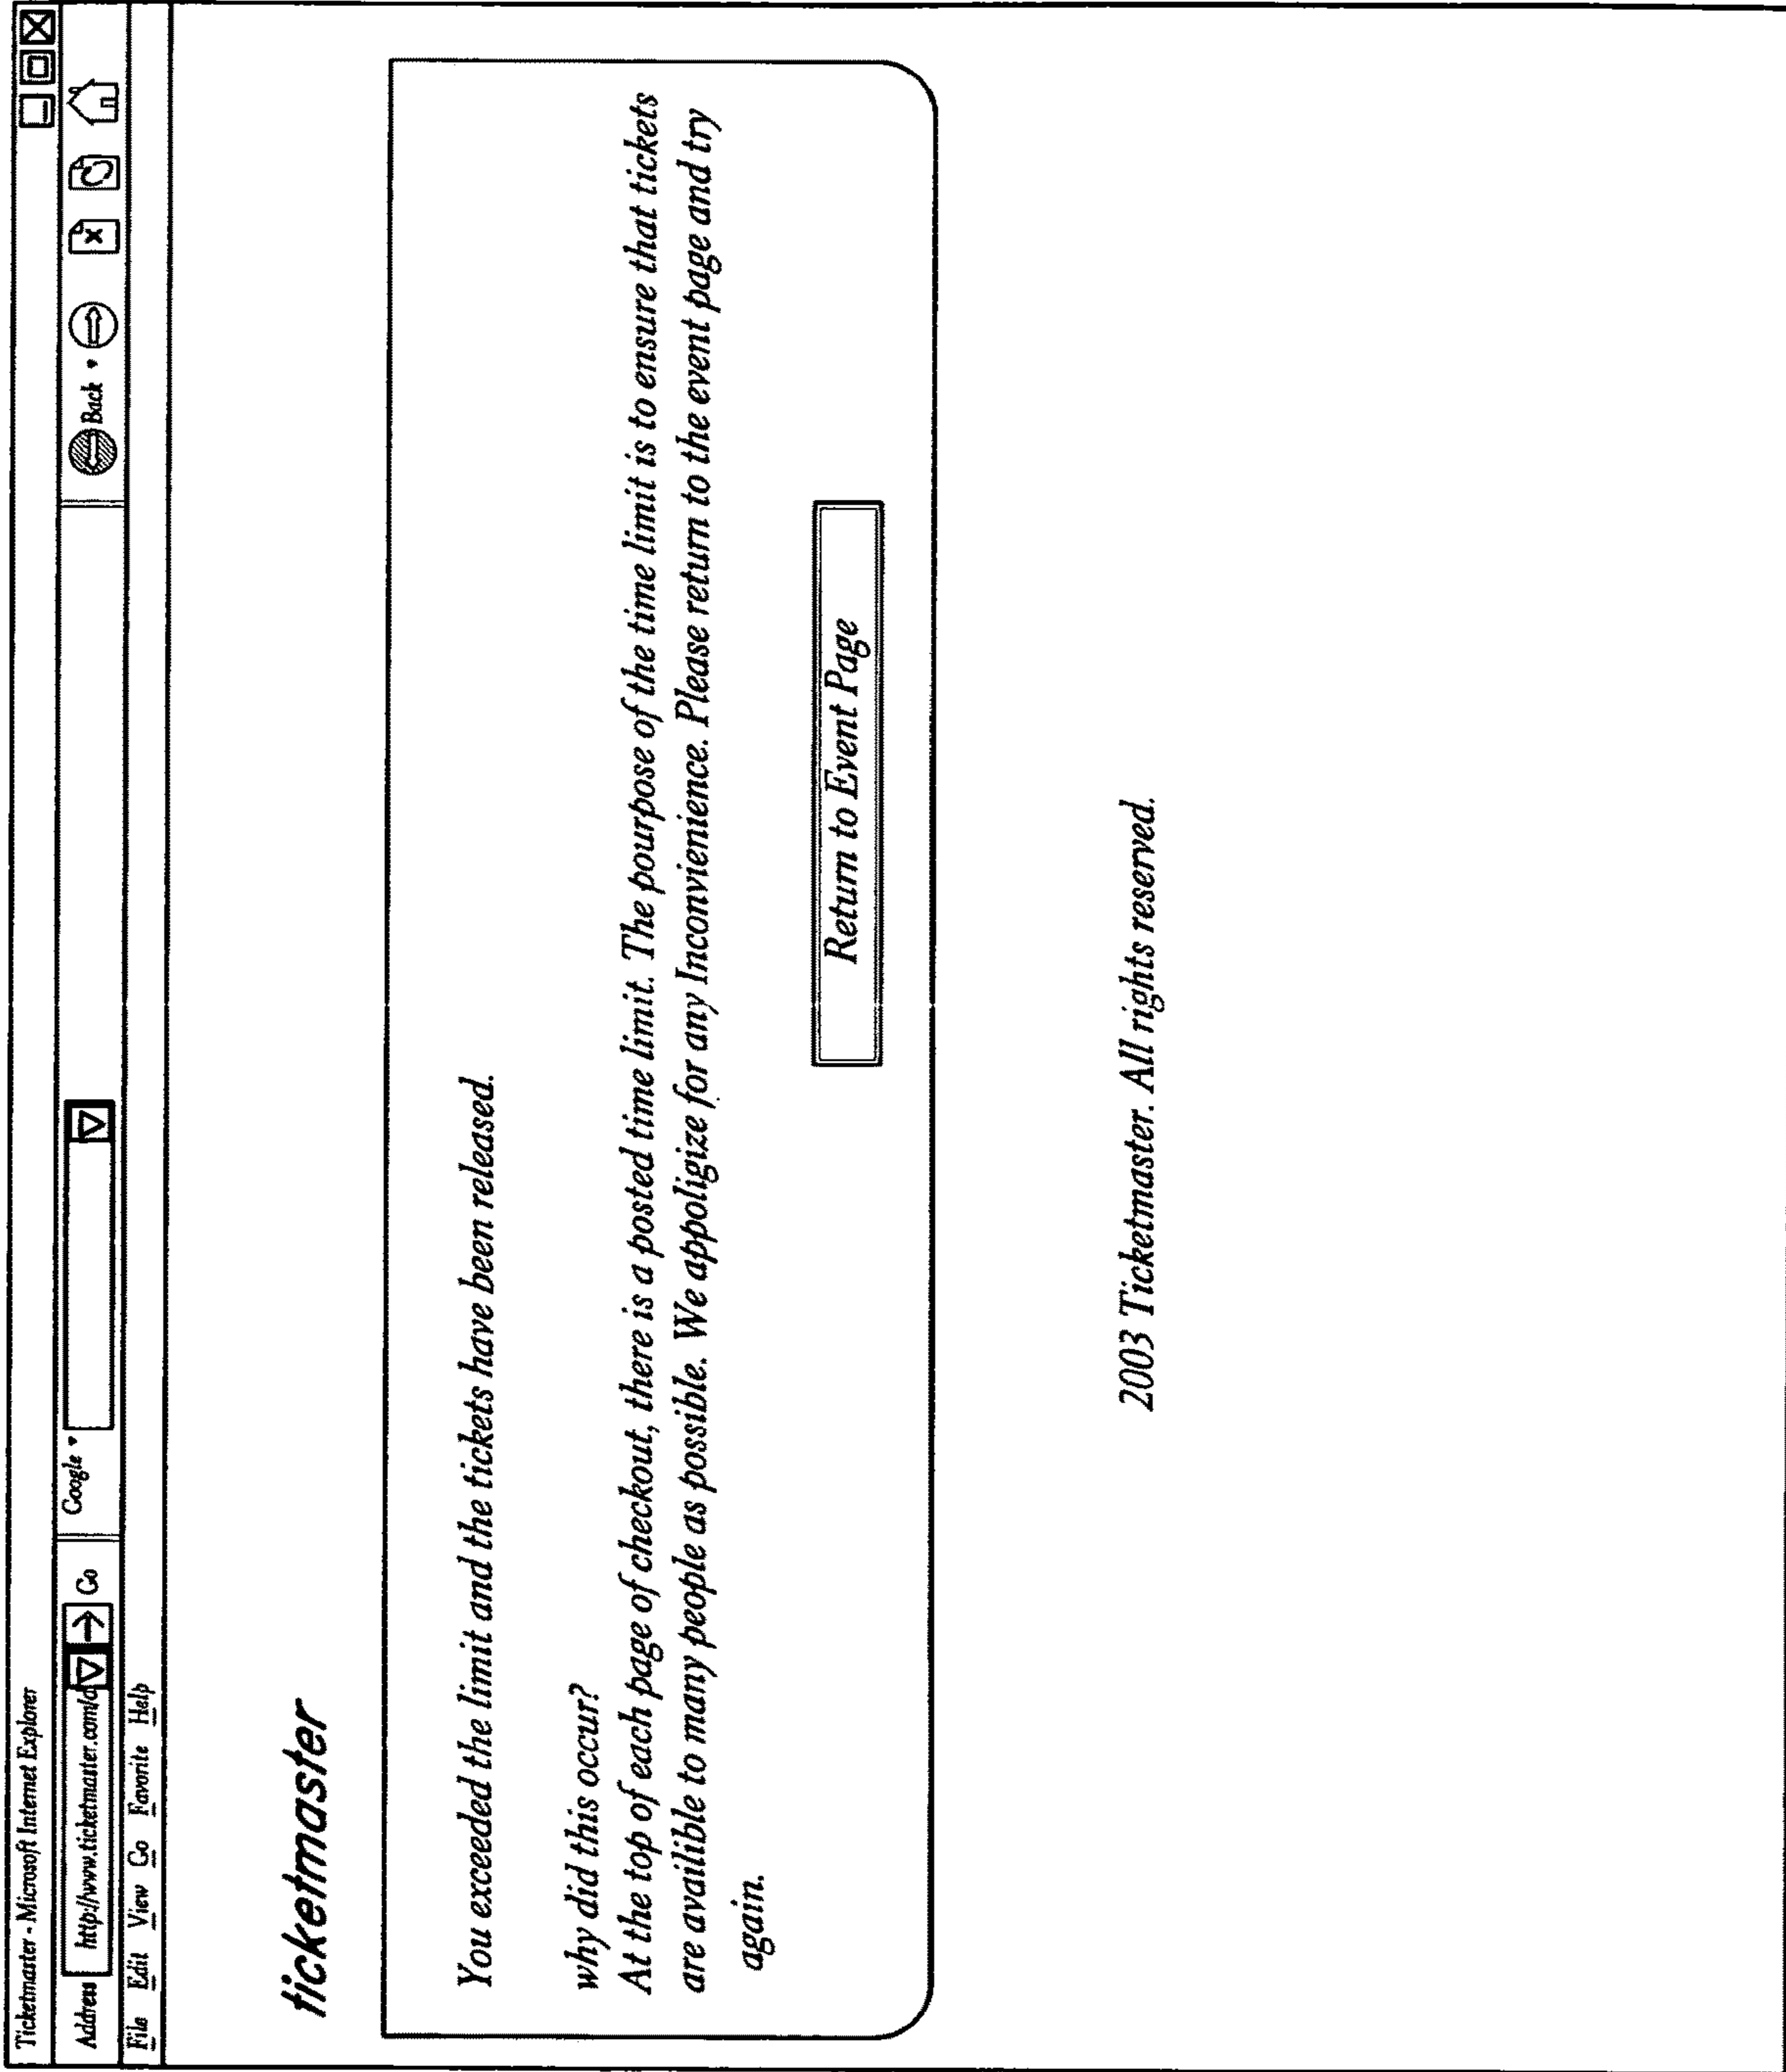 Ticketmaster - Microsoft Internet Explorer
Address http://www.ticketmaster.com/d Go Google Back
File Edit View Go Favorite Help
ticketmaster
You exceeded the limit and the tickets have been released.
why did this occur?
At the top of each page of checkout, there is a posted time limit. The pourpose of the time limit is to ensure that tickets
are availible to many people as possible. We appoligize for any Inconvienience. Please return to the event page and try
again.
Return to Event Page
2003 Ticketmaster. All rights reserved.